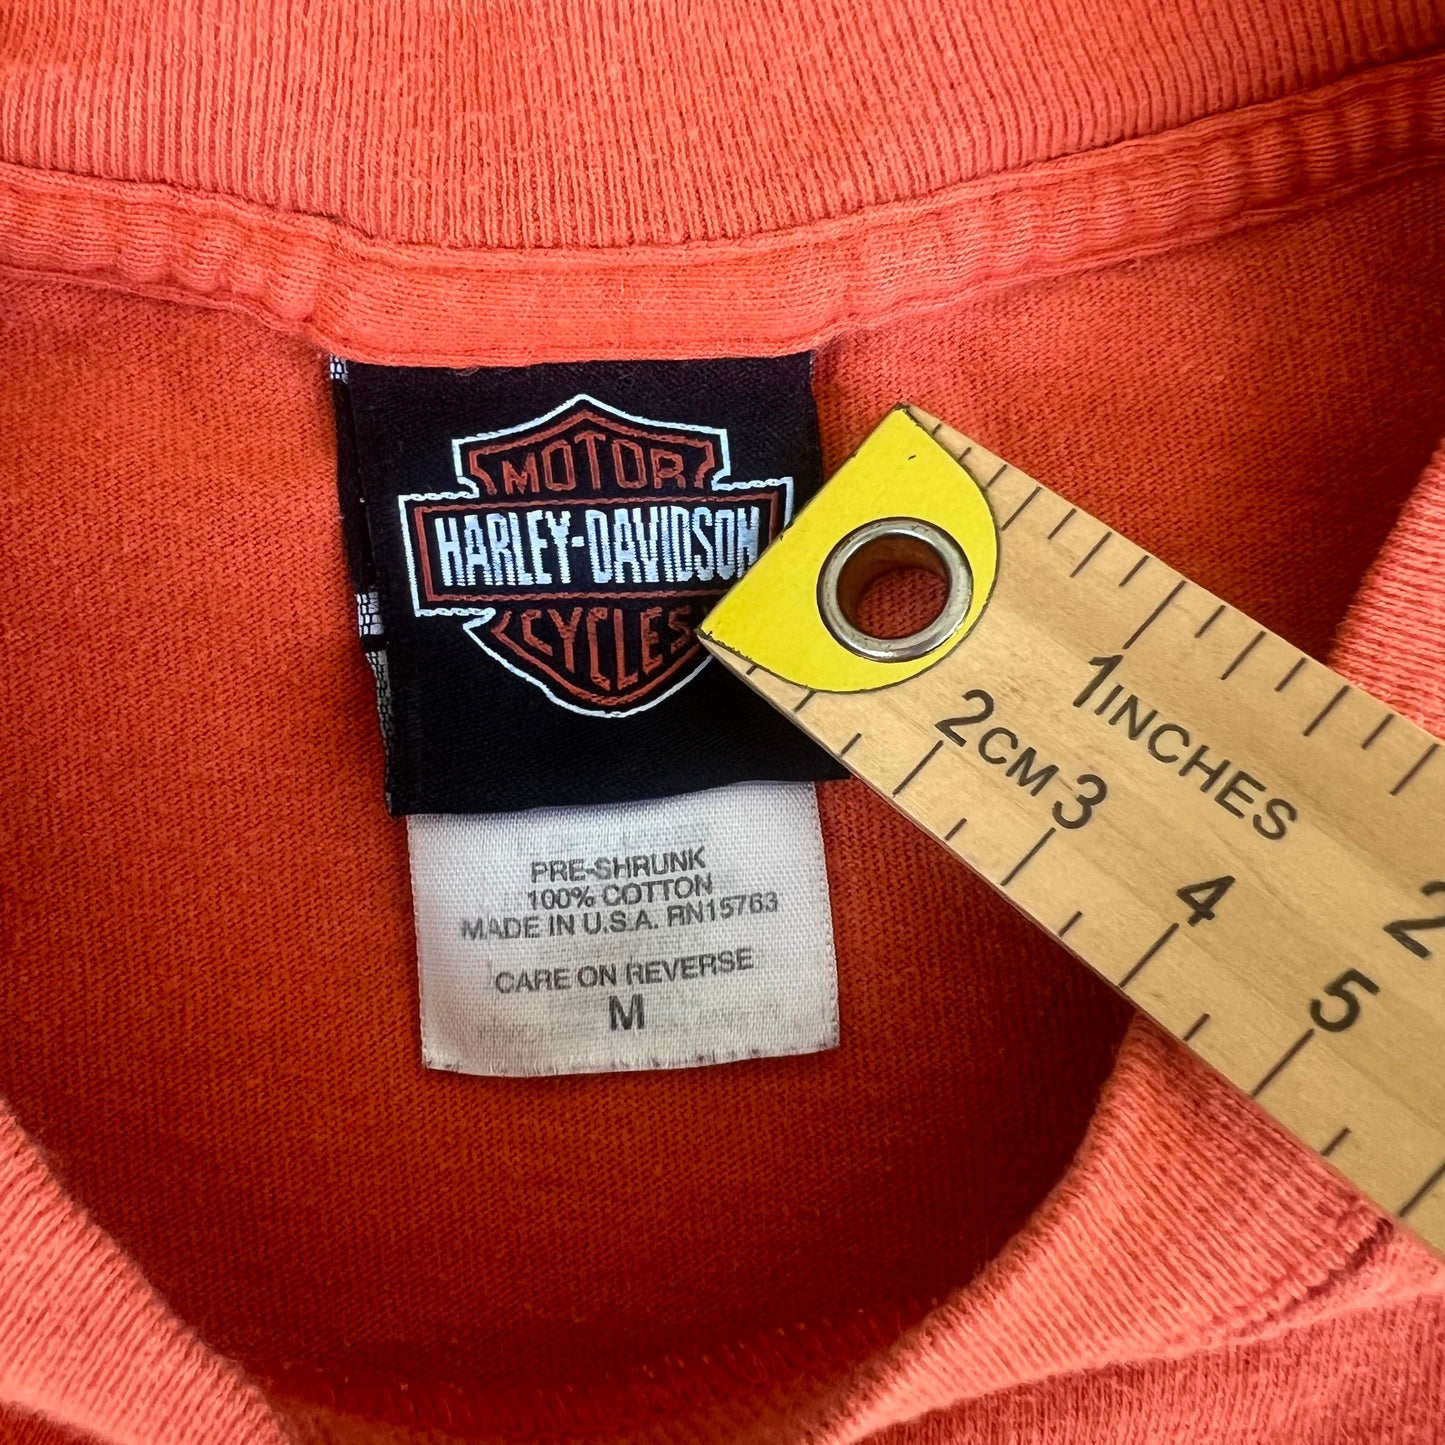 MOTOR
HARLEY-DAVIDSON
CYCLES
PRE-SHRUNK
100% COTTON
MADE IN U.S.A. RN15763
CARE ON REVERSE
M
1 INCHES 2
2 CM 3 4 5